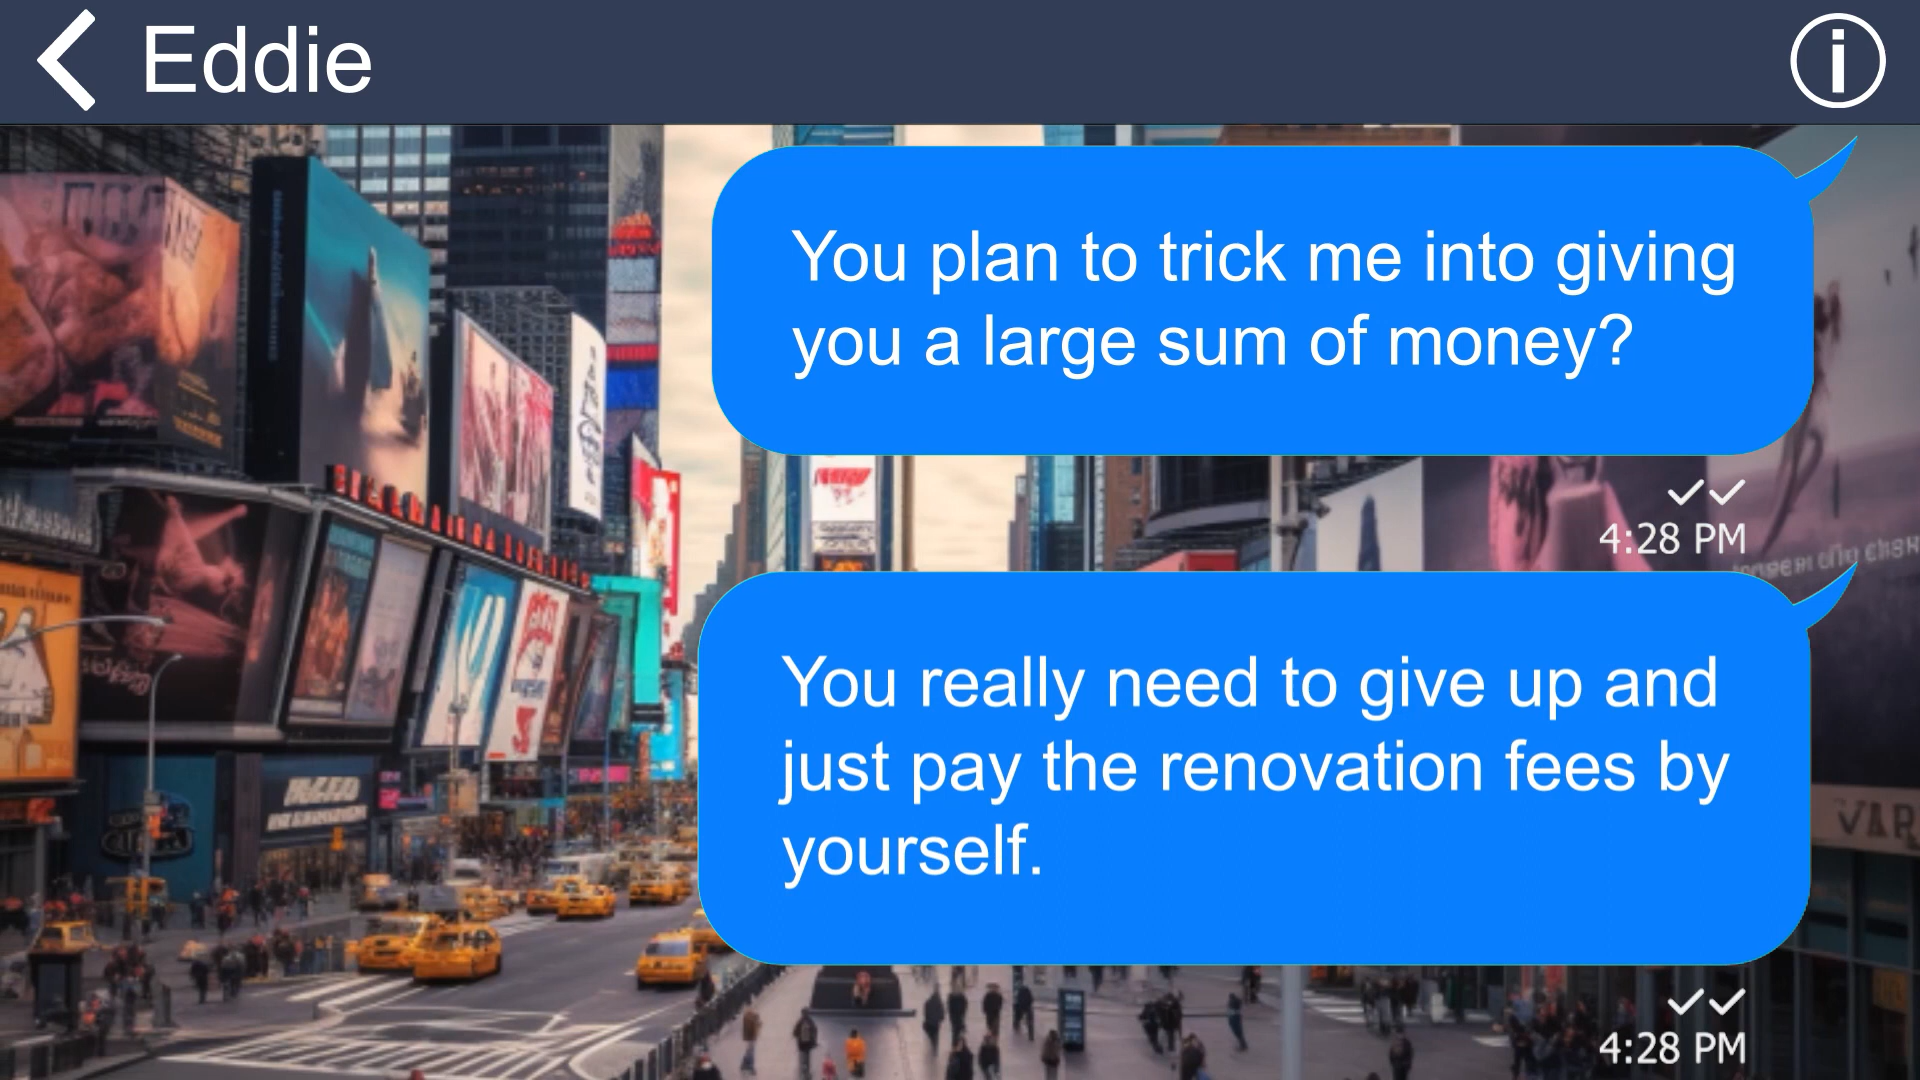 Eddie
You plan to trick me into giving
you a large sum of money?
4:28 PM
You really need to give up and
just pay the renovation fees by
yourself.
4:28 PM